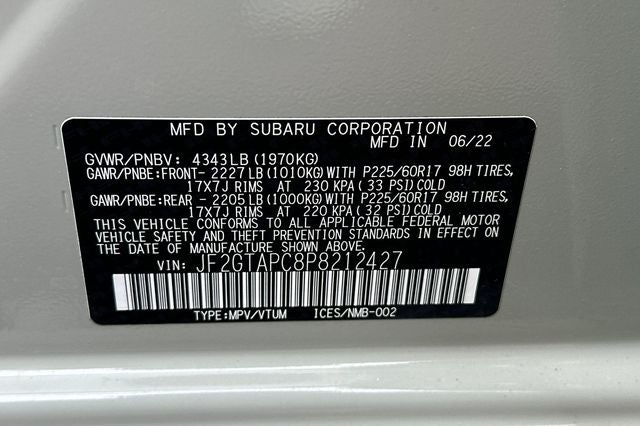 MFD BY SUBARU CORPORATION
MFD IN 06/22
GVWR/PNBV: 4343LB (1970KG)
GAWR/PNBE:FRONT- 2227 LB (1010KG) WITH P225/60R17 98H TIRES,
17X7J RIMS AT 230 KPA (33 PSI) COLD
GAWR/PNBE:REAR - 2205 LB (1000KG) WITH P225/60R17 98H TIRES,
17X7J RIMS AT 220 KPA (32 PSI) COLD
THIS VEHICLE CONFORMS TO ALL APPLICABLE FEDERAL MOTOR
VEHICLE SAFETY AND THEFT PREVENTION STANDARDS IN EFFECT
ON THE DATE OF MANUFACTURE SHOWN ABOVE.
VIN: JF2GTAPC8P8212427
TYPE:MPV/VTUM ICES/NMB-002